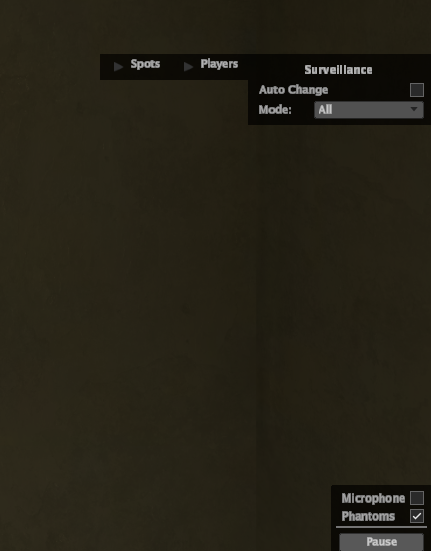 Spots Players Surveillance
Auto Change
Mode: All
Microphone
Phantoms
Pause